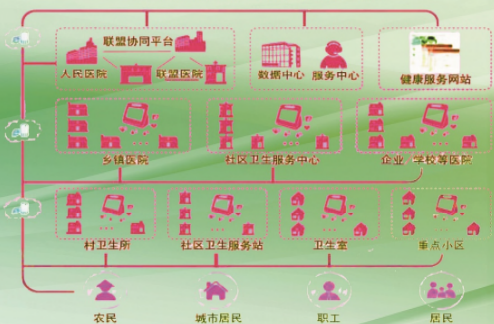 联盟协同平台
人民医院 联盟医院 数据中心 服务中心 健康服务网站
乡镇医院 社区卫生服务中心 企业、学校等医院
村卫生所 社区卫生服务站 卫生室 重点小区
农民 城市居民 职工 居民